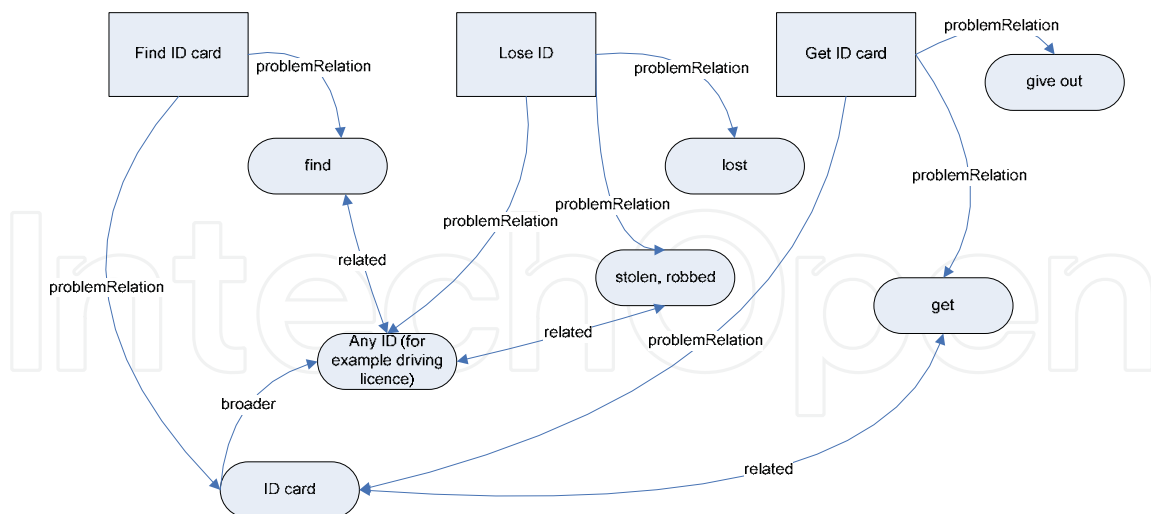 Find ID card
Lose ID
Get ID card
problemRelation
give out
problemRelation
problemRelation
find
lost
problemRelation
problemRelation
problemRelation
related
stolen, robbed
problemRelation
get
Any ID (for
example driving
licence)
related
problemRelation
broader
related
ID card
IntechOpen